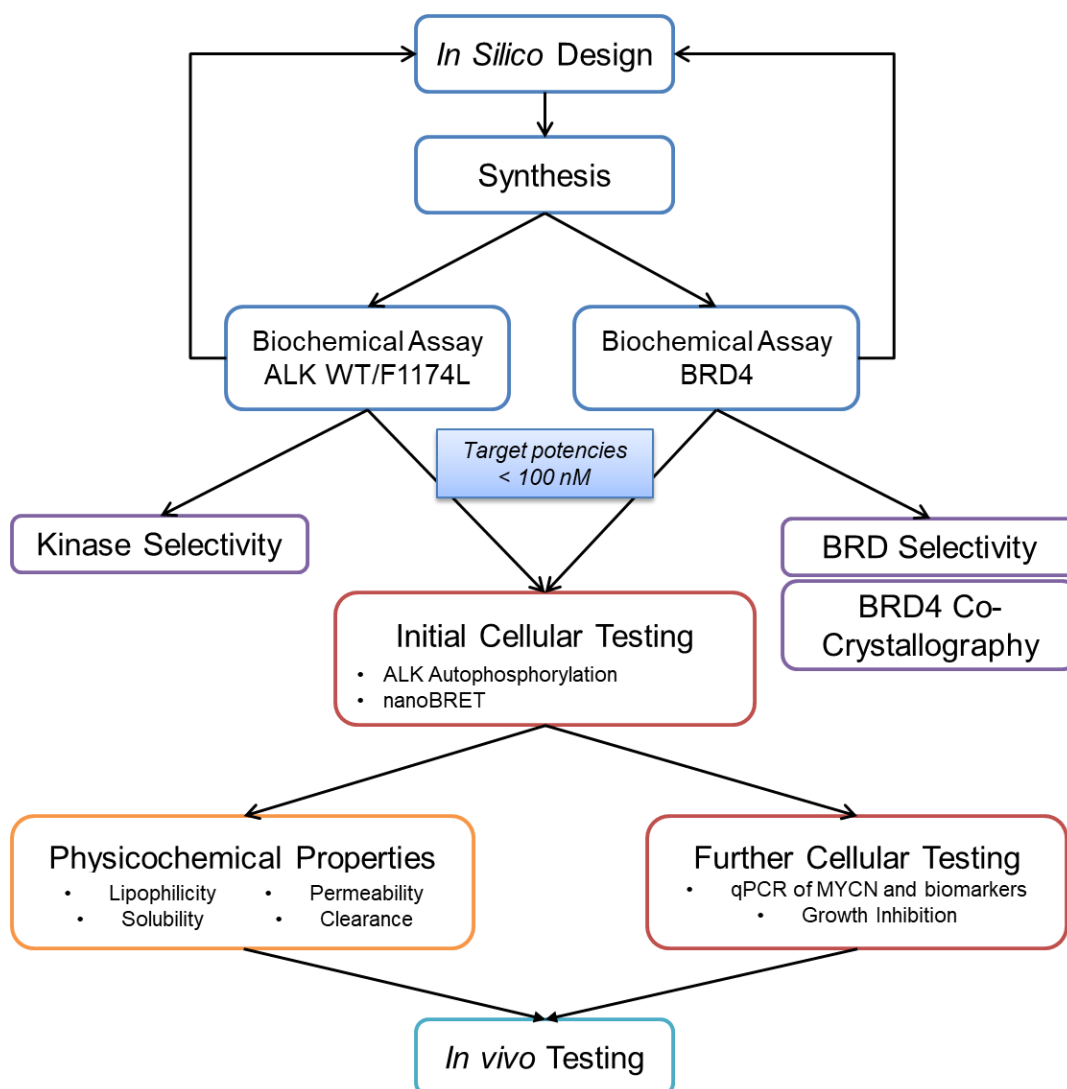 In Silico Design
Synthesis
Biochemical Assay
ALK WT/F1174L
Biochemical Assay
BRD4
Target potencies
< 100 nM
Kinase Selectivity
BRD Selectivity
BRD4 Co-
Crystallography
Initial Cellular Testing
• ALK Autophosphorylation
• nanoBRET
Physicochemical Properties
• Lipophilicity • Permeability
• Solubility • Clearance
Further Cellular Testing
• qPCR of MYCN and biomarkers
• Growth Inhibition
In vivo Testing